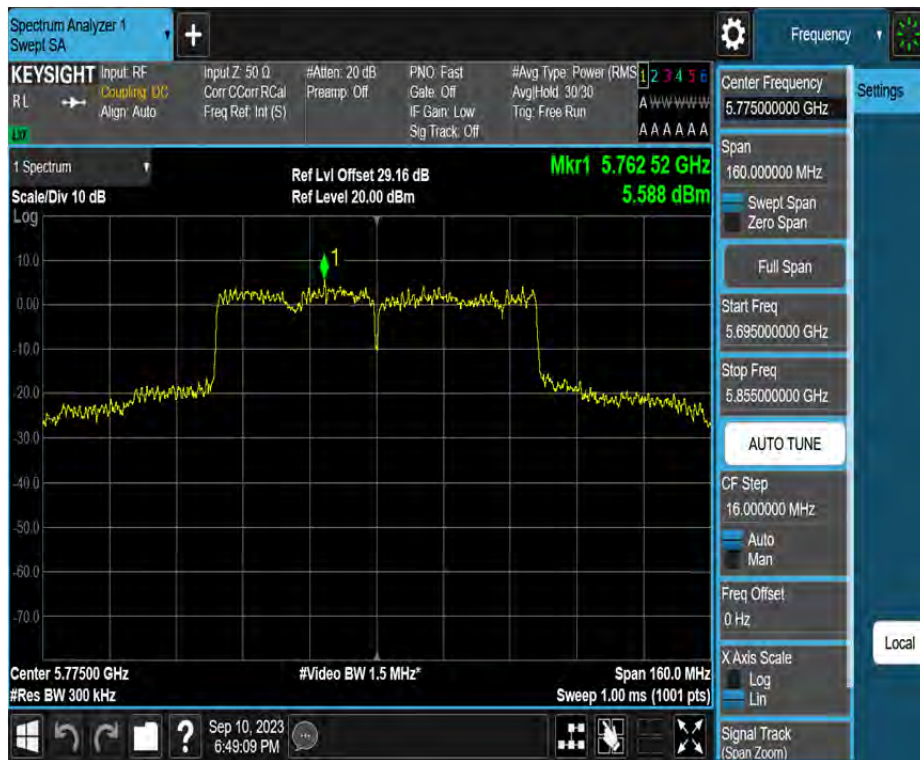 Spectrum Analyzer 1
Swept SA
Frequency
Settings
KEYSIGHT
RL
LXI
Input: RF
Coupling: DC
Align: Auto
Input Z: 50 Ω
Corr CCorr RCal
Freq Ref: Int (S)
#Atten: 20 dB
Preamp: Off
PNO: Fast
Gate: Off
IF Gain: Low
Sig Track: Off
#Avg Type: Power (RMS
Avg|Hold: 30/30
Trig: Free Run
1 2 3 4 5 6
A W W W W W
A A A A A A
1 Spectrum
Scale/Div 10 dB
Log
Ref Lvl Offset 29.16 dB
Ref Level 20.00 dBm
Mkr1 5.762 52 GHz
5.588 dBm
1
10.0
0.00
-10.0
-20.0
-30.0
-40.0
-50.0
-60.0
-70.0
Center 5.77500 GHz
#Res BW 300 kHz
#Video BW 1.5 MHz*
Span 160.0 MHz
Sweep 1.00 ms (1001 pts)
Sep 10, 2023
6:49:09 PM
Center Frequency
5.775000000 GHz
Span
160.000000 MHz
Swept Span
Zero Span
Full Span
Start Freq
5.695000000 GHz
Stop Freq
5.855000000 GHz
AUTO TUNE
CF Step
16.000000 MHz
Auto
Man
Freq Offset
0 Hz
X Axis Scale
Log
Lin
Signal Track
(Span Zoom)
Local